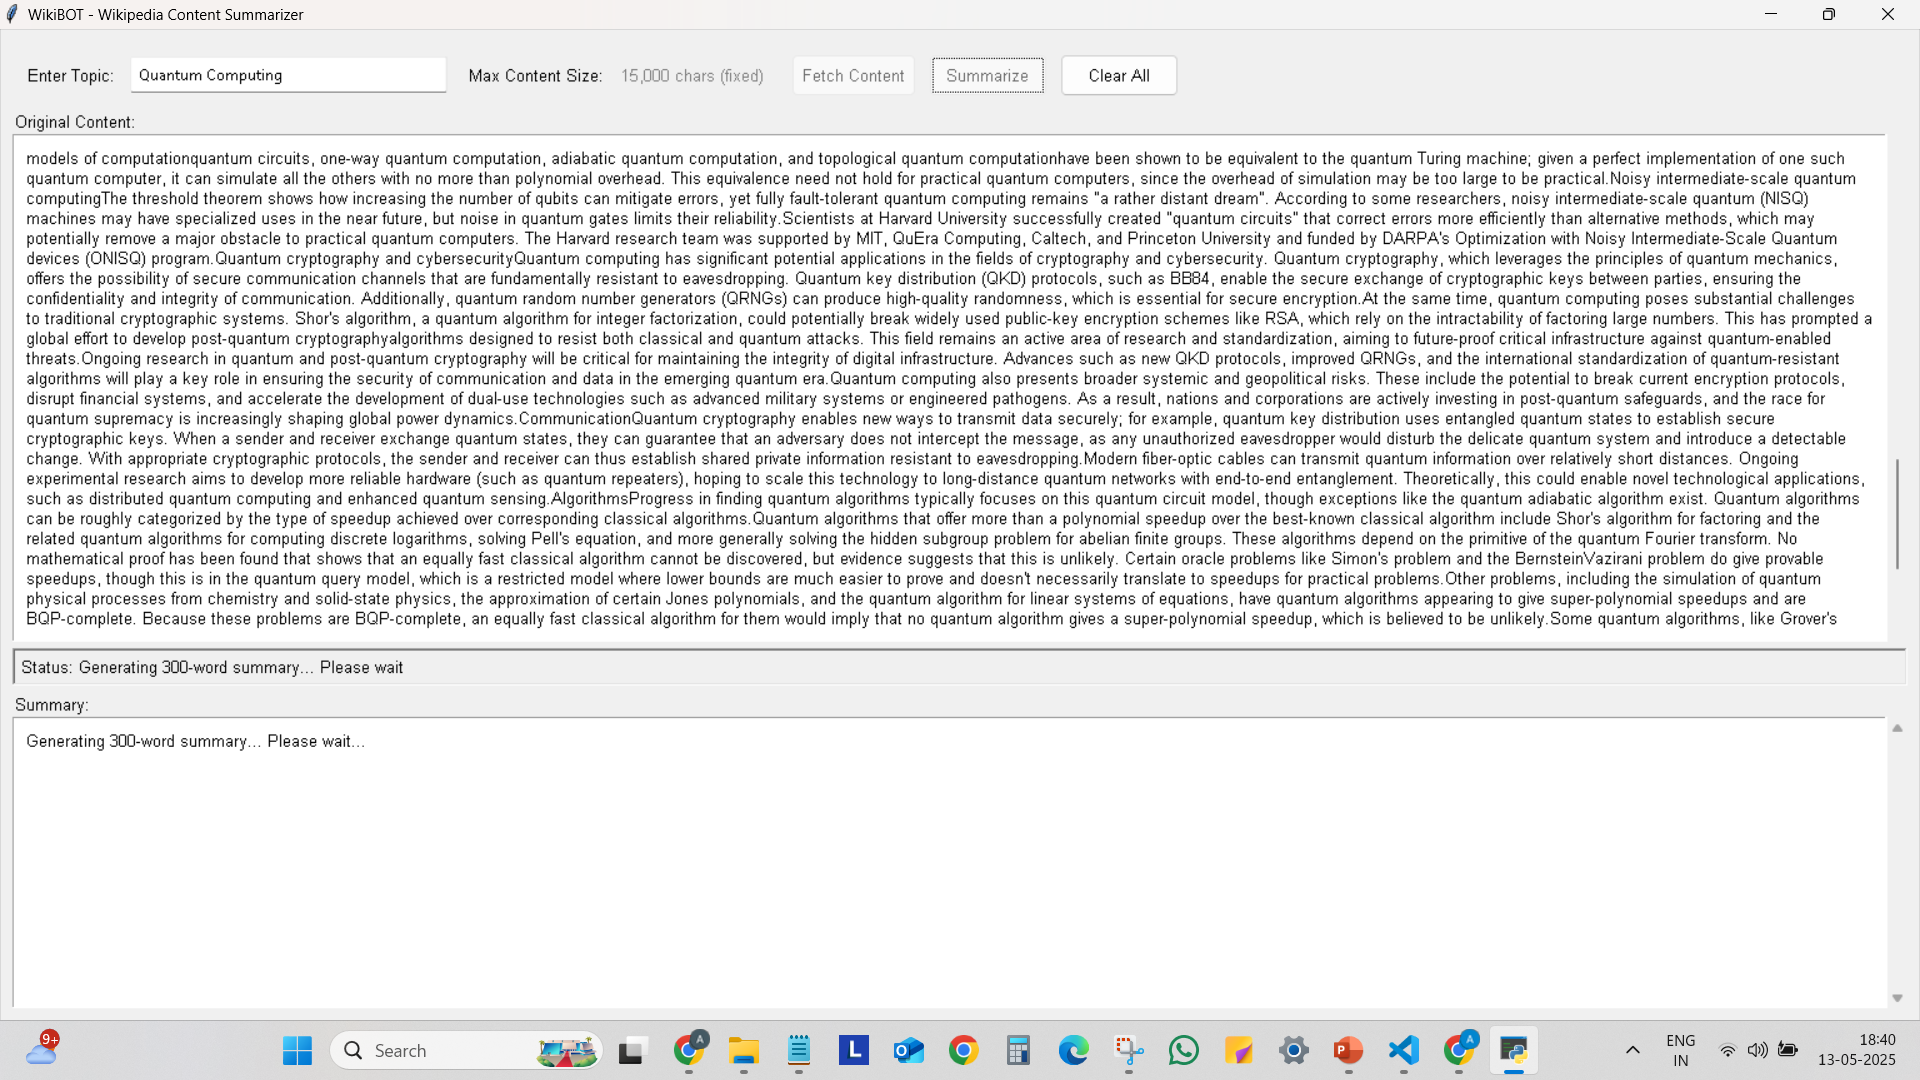 WikiBOT - Wikipedia Content Summarizer
Enter Topic: Quantum Computing Max Content Size: 15,000 chars (fixed) Fetch Content Summarize Clear All
Original Content:
models of computationquantum circuits, one-way quantum computation, adiabatic quantum computation, and topological quantum computationhave been shown to be equivalent to the quantum Turing machine; given a perfect implementation of one such
quantum computer, it can simulate all the others with no more than polynomial overhead. This equivalence need not hold for practical quantum computers, since the overhead of simulation may be too large to be practical.Noisy intermediate-scale quantum
computingThe threshold theorem shows how increasing the number of qubits can mitigate errors, yet fully fault-tolerant quantum computing remains "a rather distant dream". According to some researchers, noisy intermediate-scale quantum (NISQ)
machines may have specialized uses in the near future, but noise in quantum gates limits their reliability.Scientists at Harvard University successfully created "quantum circuits" that correct errors more efficiently than alternative methods, which may
potentially remove a major obstacle to practical quantum computers. The Harvard research team was supported by MIT, QuEra Computing, Caltech, and Princeton University and funded by DARPA's Optimization with Noisy Intermediate-Scale Quantum
devices (ONISQ) program.Quantum cryptography and cybersecurityQuantum computing has significant potential applications in the fields of cryptography and cybersecurity. Quantum cryptography, which leverages the principles of quantum mechanics,
offers the possibility of secure communication channels that are fundamentally resistant to eavesdropping. Quantum key distribution (QKD) protocols, such as BB84, enable the secure exchange of cryptographic keys between parties, ensuring the
confidentiality and integrity of communication. Additionally, quantum random number generators (QRNGs) can produce high-quality randomness, which is essential for secure encryption.At the same time, quantum computing poses substantial challenges
to traditional cryptographic systems. Shor's algorithm, a quantum algorithm for integer factorization, could potentially break widely used public-key encryption schemes like RSA, which rely on the intractability of factoring large numbers. This has prompted a
global effort to develop post-quantum cryptographyalgorithms designed to resist both classical and quantum attacks. This field remains an active area of research and standardization, aiming to future-proof critical infrastructure against quantum-enabled
threats.Ongoing research in quantum and post-quantum cryptography will be critical for maintaining the integrity of digital infrastructure. Advances such as new QKD protocols, improved QRNGs, and the international standardization of quantum-resistant
algorithms will play a key role in ensuring the security of communication and data in the emerging quantum era.Quantum computing also presents broader systemic and geopolitical risks. These include the potential to break current encryption protocols,
disrupt financial systems, and accelerate the development of dual-use technologies such as advanced military systems or engineered pathogens. As a result, nations and corporations are actively investing in post-quantum safeguards, and the race for
quantum supremacy is increasingly shaping global power dynamics.CommunicationQuantum cryptography enables new ways to transmit data securely; for example, quantum key distribution uses entangled quantum states to establish secure
cryptographic keys. When a sender and receiver exchange quantum states, they can guarantee that an adversary does not intercept the message, as any unauthorized eavesdropper would disturb the delicate quantum system and introduce a detectable
change. With appropriate cryptographic protocols, the sender and receiver can thus establish shared private information resistant to eavesdropping.Modern fiber-optic cables can transmit quantum information over relatively short distances. Ongoing
experimental research aims to develop more reliable hardware (such as quantum repeaters), hoping to scale this technology to long-distance quantum networks with end-to-end entanglement. Theoretically, this could enable novel technological applications,
such as distributed quantum computing and enhanced quantum sensing.AlgorithmsProgress in finding quantum algorithms typically focuses on this quantum circuit model, though exceptions like the quantum adiabatic algorithm exist. Quantum algorithms
can be roughly categorized by the type of speedup achieved over corresponding classical algorithms.Quantum algorithms that offer more than a polynomial speedup over the best-known classical algorithm include Shor's algorithm for factoring and the
related quantum algorithms for computing discrete logarithms, solving Pell's equation, and more generally solving the hidden subgroup problem for abelian finite groups. These algorithms depend on the primitive of the quantum Fourier transform. No
mathematical proof has been found that shows that an equally fast classical algorithm cannot be discovered, but evidence suggests that this is unlikely. Certain oracle problems like Simon's problem and the BernsteinVazirani problem do give provable
speedups, though this is in the quantum query model, which is a restricted model where lower bounds are much easier to prove and doesn't necessarily translate to speedups for practical problems.Other problems, including the simulation of quantum
physical processes from chemistry and solid-state physics, the approximation of certain Jones polynomials, and the quantum algorithm for linear systems of equations, have quantum algorithms appearing to give super-polynomial speedups and are
BQP-complete. Because these problems are BQP-complete, an equally fast classical algorithm for them would imply that no quantum algorithm gives a super-polynomial speedup, which is believed to be unlikely.Some quantum algorithms, like Grover's
Status: Generating 300-word summary... Please wait
Summary:
Generating 300-word summary... Please wait...
9+ Search ENG 18:40
IN 13-05-2025